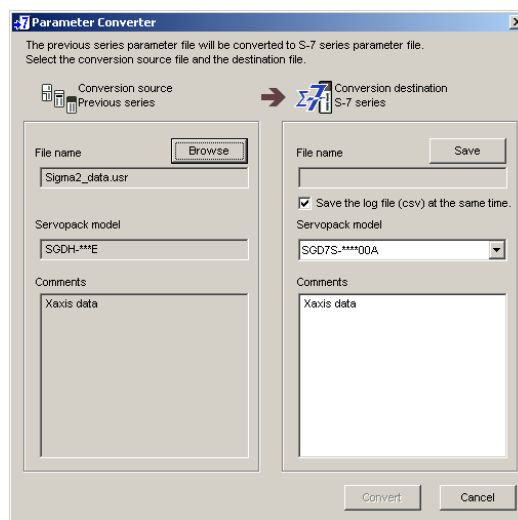 Parameter Converter
The previous series parameter file will be converted to S-7 series parameter file.
Select the conversion source file and the destination file.
Conversion source
Previous series
Conversion destination
S-7 series
File name
Browse
Sigma2_data.usr
Servopack model
SGDH-***E
Comments
Xaxis data
File name
Save
Save the log file (csv) at the same time.
Servopack model
SGD7S-****00A
Comments
Xaxis data
Convert
Cancel